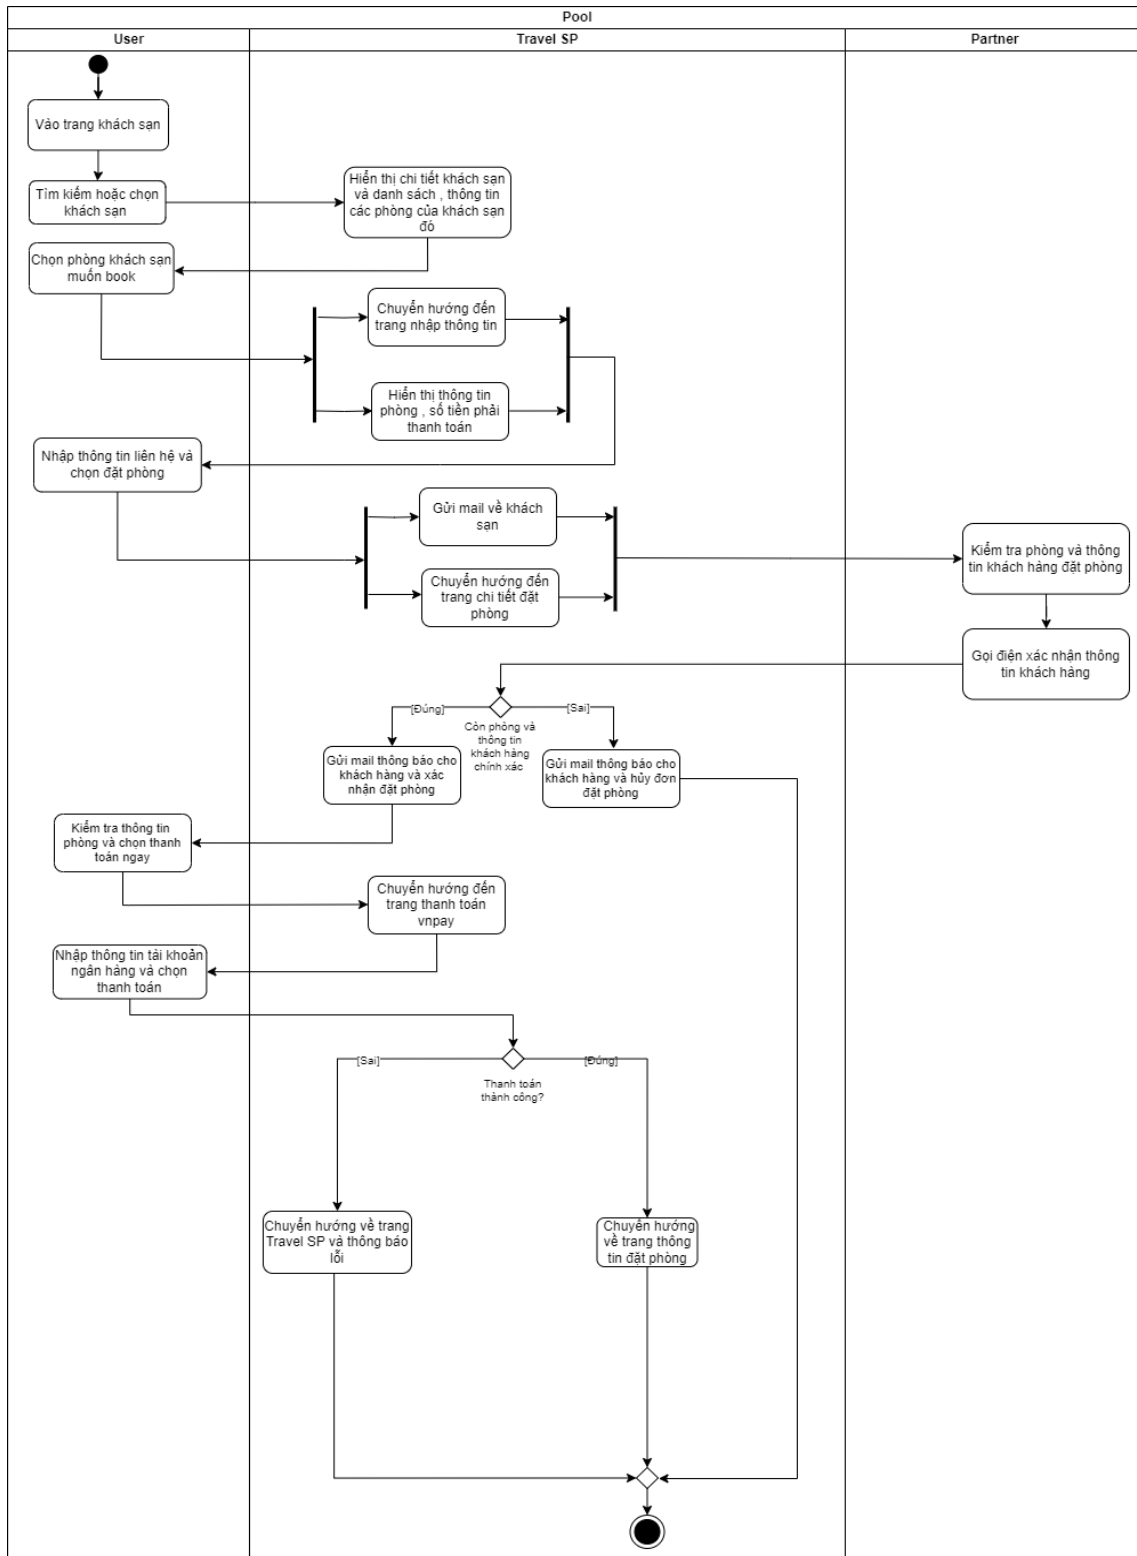 Pool
User
Travel SP
Partner
Vào trang khách sạn
Tìm kiếm hoặc chọn
khách sạn
Hiển thị chi tiết khách sạn
và danh sách , thông tin
các phòng của khách sạn
đó
Chọn phòng khách sạn
muốn book
Chuyển hướng đến
trang nhập thông tin
Hiển thị thông tin
phòng , số tiền phải
thanh toán
Nhập thông tin liên hệ và
chọn đặt phòng
Gửi mail về khách
sạn
Chuyển hướng đến
trang chi tiết đặt
phòng
Kiểm tra phòng và thông
tin khách hàng đặt phòng
Gọi điện xác nhận thông
tin khách hàng
[Đúng]
[Sai]
Còn phòng và
thông tin
khách hàng
chính xác
Gửi mail thông báo cho
khách hàng và xác
nhận đặt phòng
Gửi mail thông báo cho
khách hàng và hủy đơn
đặt phòng
Kiểm tra thông tin
phòng và chọn thanh
toán ngay
Chuyển hướng đến
trang thanh toán
vnpay
Nhập thông tin tài khoản
ngân hàng và chọn
thanh toán
[Sai]
[Đúng]
Thanh toán
thành công?
Chuyển hướng về trang
Travel SP và thông báo
lỗi
Chuyển hướng
về trang thông
tin đặt phòng